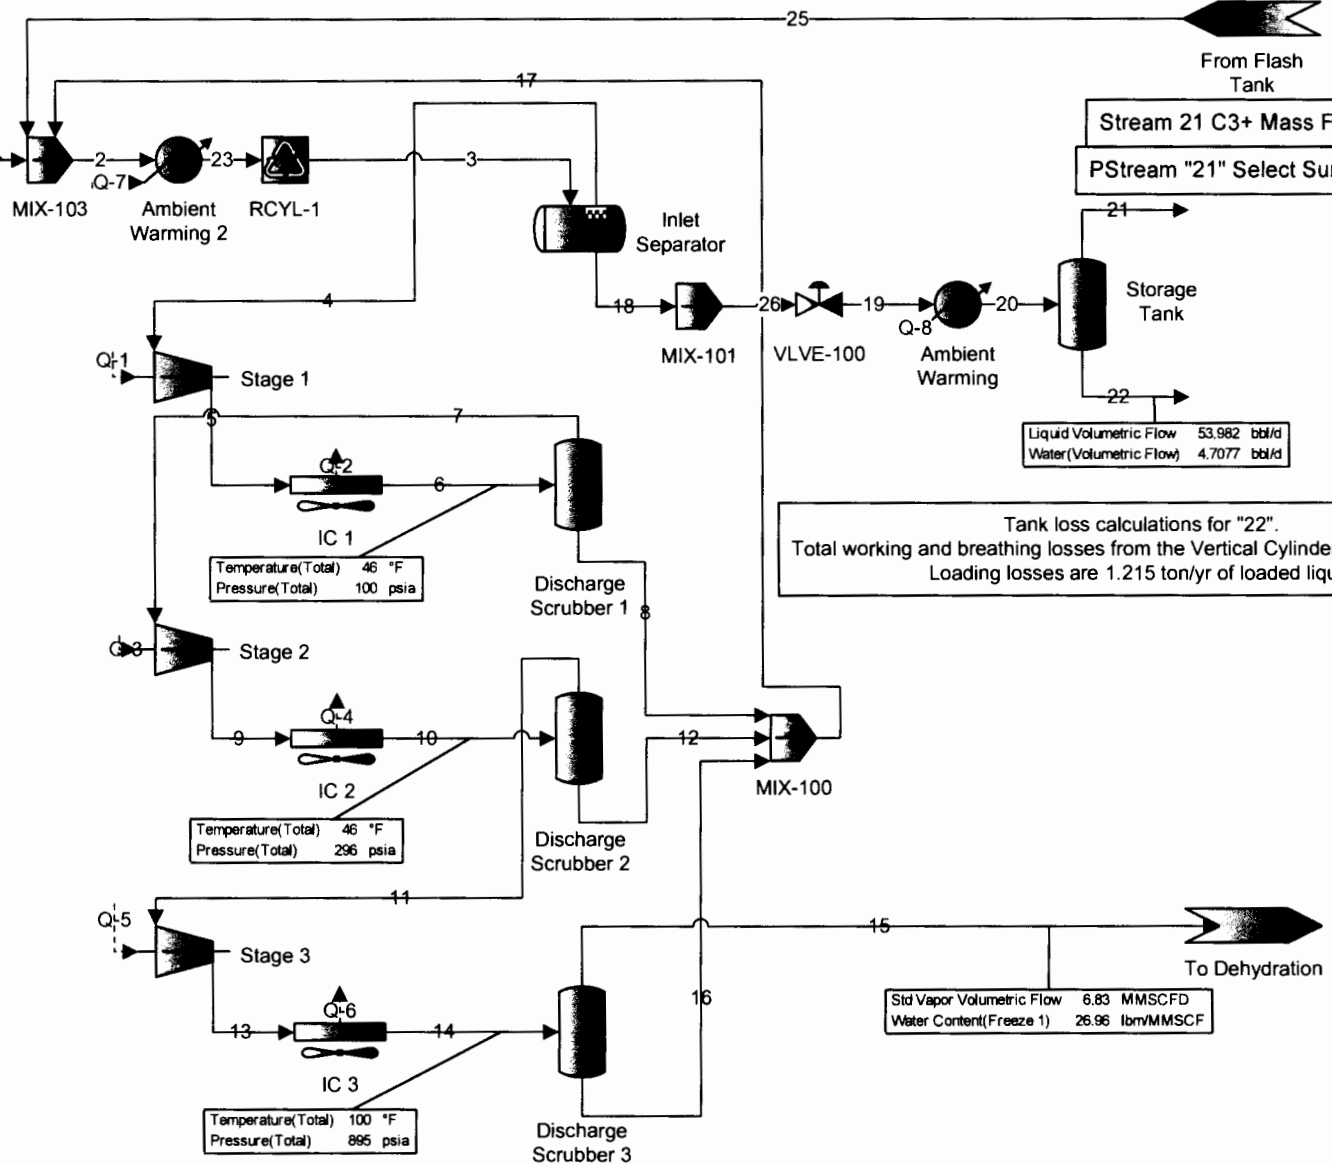 25
From Flash
Tank
17
Stream 21 C3+ Mass F
PStream "21" Select Su
2
23
3
Q-7
MIX-103
Ambient
Warming 2
RCYL-1
21
Inlet
Separator
4
18
26
19
20
Storage
Tank
Q-8
MIX-101
VLVE-100
Ambient
Warming
Q-1
Stage 1
22
5
7
Liquid Volumetric Flow 53.982 bbl/d
Water(Volumetric Flow) 4.7077 bbl/d
Q-2
6
IC 1
Tank loss calculations for "22".
Total working and breathing losses from the Vertical Cylinde
Loading losses are 1.215 ton/yr of loaded liqu
Temperature(Total) 46 °F
Pressure(Total) 100 psia
Discharge
Scrubber 1
8
Q-3
Stage 2
Q-4
9
10
12
IC 2
MIX-100
Temperature(Total) 46 °F
Pressure(Total) 296 psia
Discharge
Scrubber 2
11
Q-5
15
Stage 3
To Dehydration
16
Std Vapor Volumetric Flow 6.83 MMSCFD
Water Content(Freeze 1) 26.96 lbm/MMSCF
Q-6
13
14
IC 3
Temperature(Total) 100 °F
Pressure(Total) 895 psia
Discharge
Scrubber 3